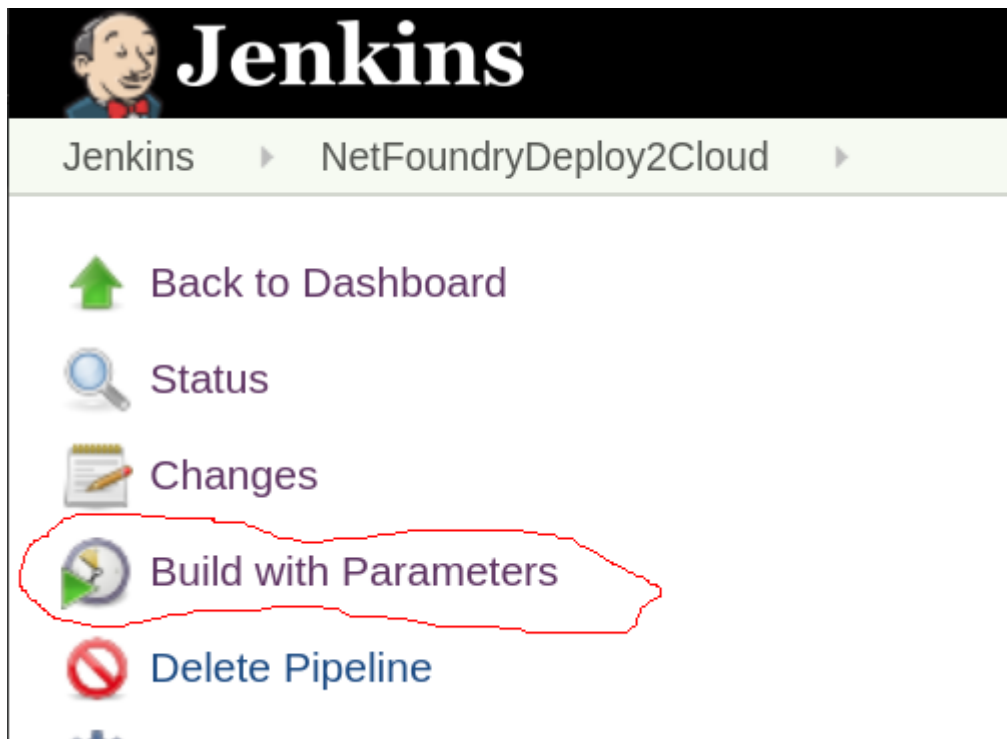 Jenkins
Jenkins NetFoundryDeploy2Cloud
Back to Dashboard
Status
Changes
Build with Parameters
Delete Pipeline